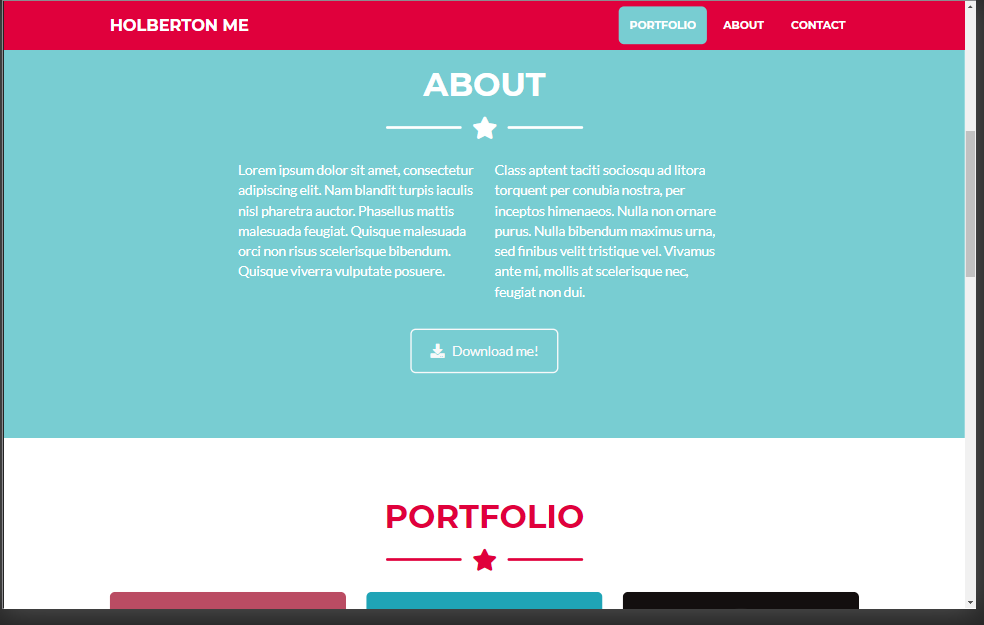 HOLBERTON ME
PORTFOLIO
ABOUT
CONTACT
ABOUT
Lorem ipsum dolor sit amet, consectetur
adipiscing elit. Nam blandit turpis iaculis
nisl pharetra auctor. Phasellus mattis
malesuada feugiat. Quisque malesuada
orci non risus scelerisque bibendum.
Quisque viverra vulputate posuere.
Class aptent taciti sociosqu ad litora
torquent per conubia nostra, per
inceptos himenaeos. Nulla non ornare
purus. Nulla bibendum maximus urna,
sed finibus velit tristique vel. Vivamus
ante mi, mollis at scelerisque nec,
feugiat non dui.
Download me!
PORTFOLIO